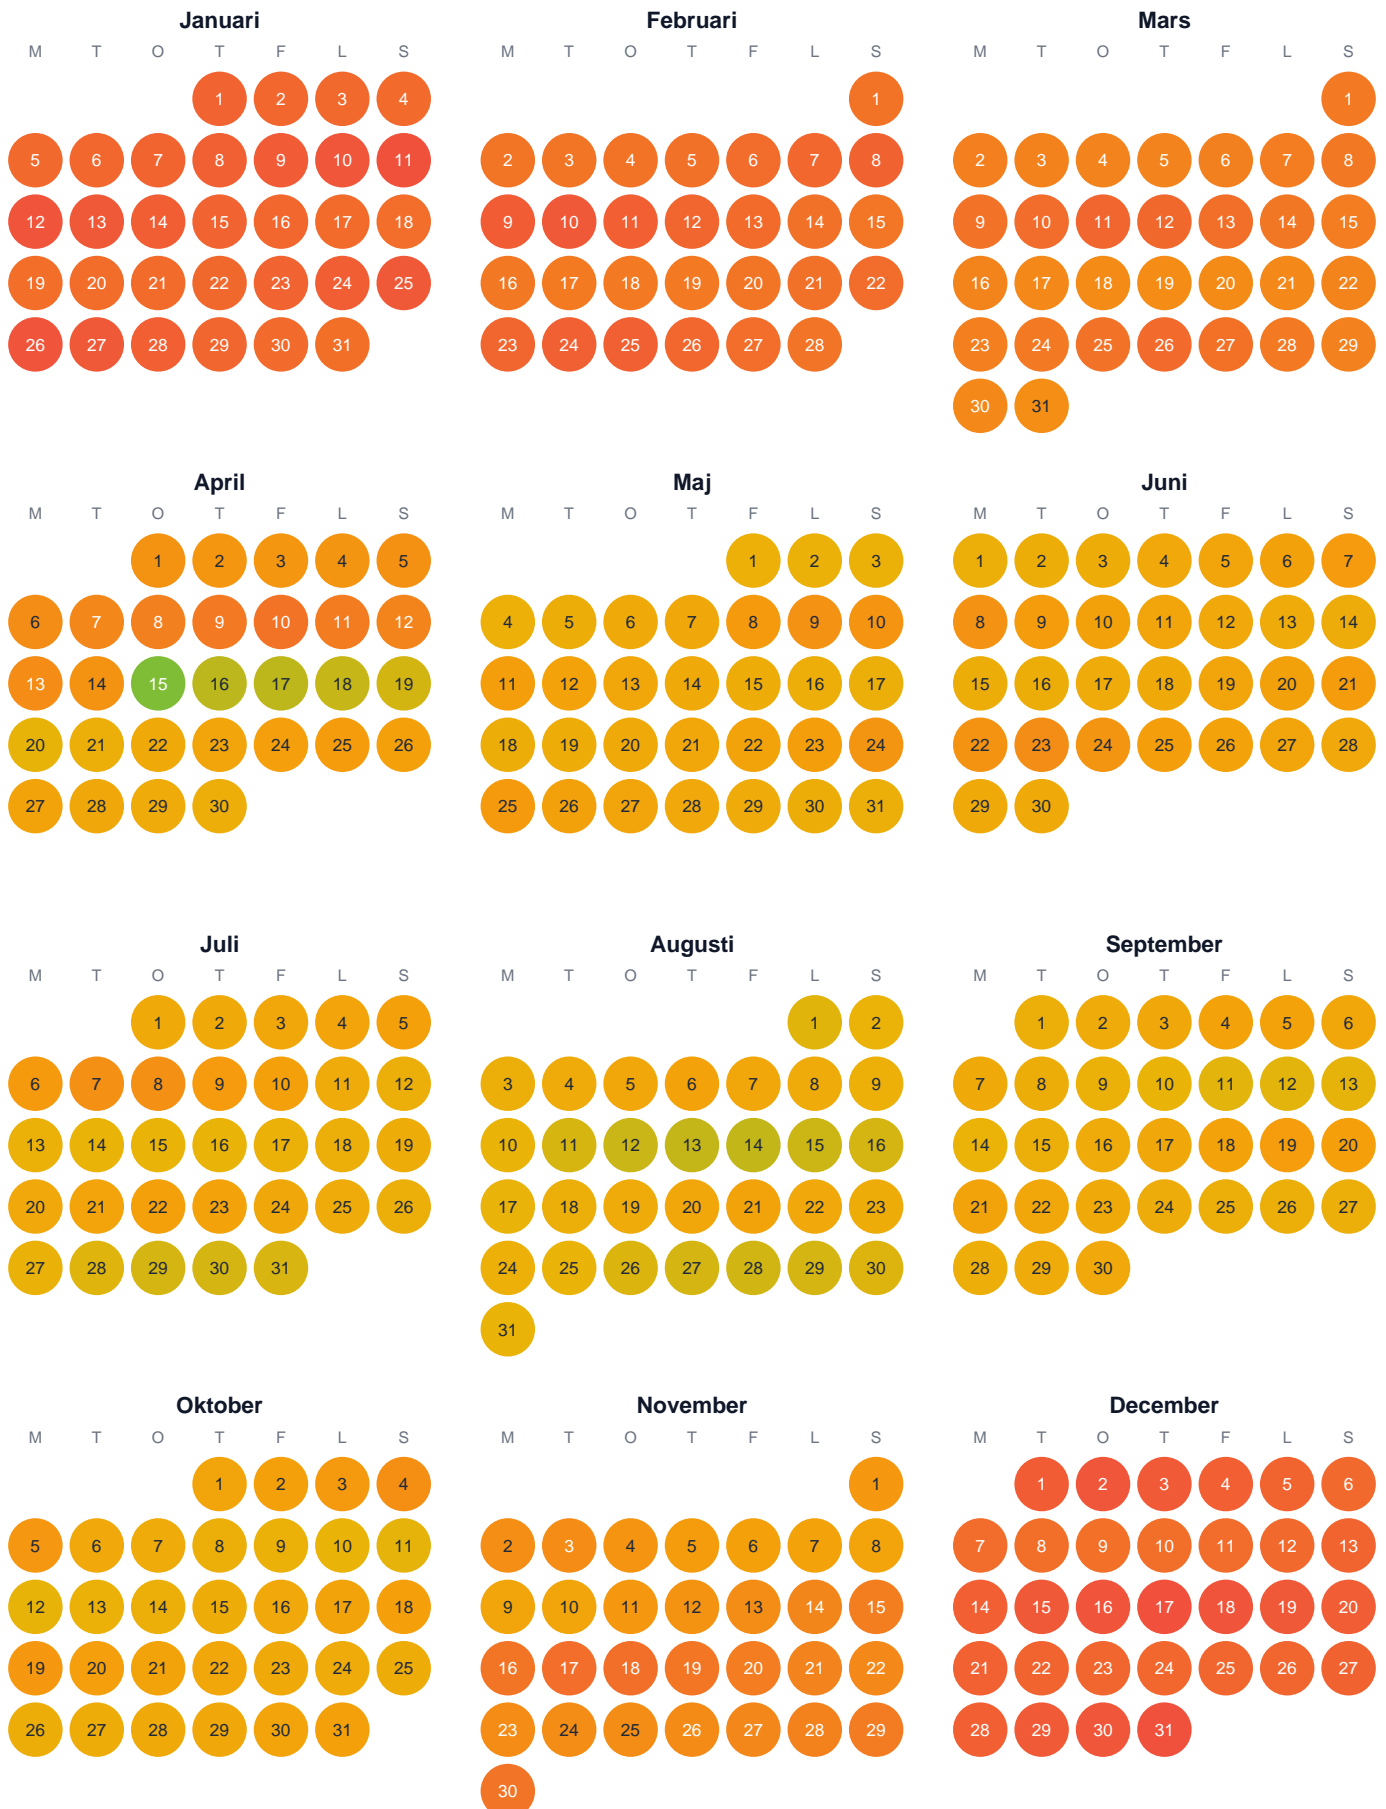 Januari Februari Mars
M T O T F L S M T O T F L S M T O T F L S
1 2 3 4 1 1
5 6 7 8 9 10 11 2 3 4 5 6 7 8 2 3 4 5 6 7 8
12 13 14 15 16 17 18 9 10 11 12 13 14 15 9 10 11 12 13 14 15
19 20 21 22 23 24 25 16 17 18 19 20 21 22 16 17 18 19 20 21 22
26 27 28 29 30 31 23 24 25 26 27 28 23 24 25 26 27 28 29
30 31
April Maj Juni
M T O T F L S M T O T F L S M T O T F L S
1 2 3 4 5 1 2 3 1 2 3 4 5 6 7
6 7 8 9 10 11 12 4 5 6 7 8 9 10 8 9 10 11 12 13 14
13 14 15 16 17 18 19 11 12 13 14 15 16 17 15 16 17 18 19 20 21
20 21 22 23 24 25 26 18 19 20 21 22 23 24 22 23 24 25 26 27 28
27 28 29 30 25 26 27 28 29 30 31 29 30
Juli Augusti September
M T O T F L S M T O T F L S M T O T F L S
1 2 3 4 5 1 2 1 2 3 4 5 6
6 7 8 9 10 11 12 3 4 5 6 7 8 9 7 8 9 10 11 12 13
13 14 15 16 17 18 19 10 11 12 13 14 15 16 14 15 16 17 18 19 20
20 21 22 23 24 25 26 17 18 19 20 21 22 23 21 22 23 24 25 26 27
27 28 29 30 31 24 25 26 27 28 29 30 28 29 30
31
Oktober November December
M T O T F L S M T O T F L S M T O T F L S
1 2 3 4 1 1 2 3 4 5 6
5 6 7 8 9 10 11 2 3 4 5 6 7 8 7 8 9 10 11 12 13
12 13 14 15 16 17 18 9 10 11 12 13 14 15 14 15 16 17 18 19 20
19 20 21 22 23 24 25 16 17 18 19 20 21 22 21 22 23 24 25 26 27
26 27 28 29 30 31 23 24 25 26 27 28 29 28 29 30 31
30